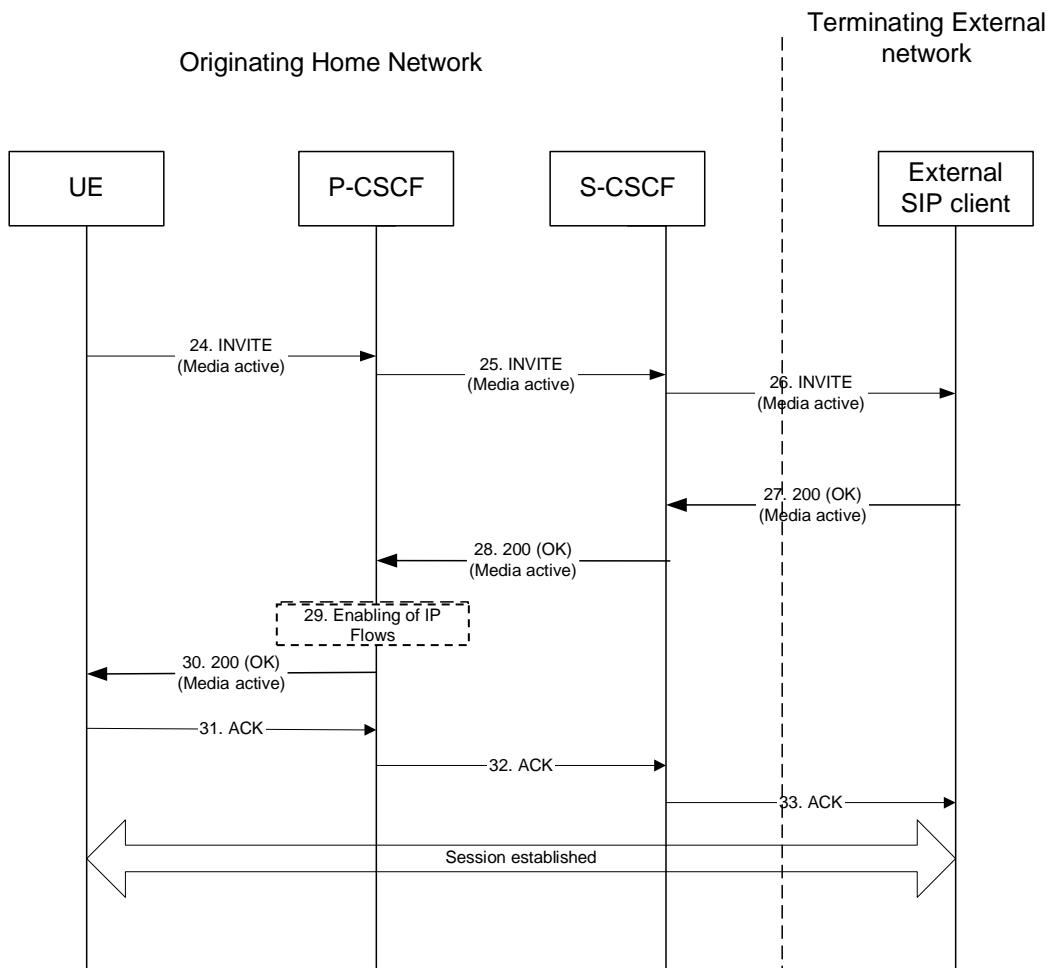 Terminating External
network
Originating Home Network
UE
P-CSCF
S-CSCF
External
SIP client
24. INVITE
(Media active)
25. INVITE
(Media active)
26. INVITE
(Media active)
27. 200 (OK)
(Media active)
28. 200 (OK)
(Media active)
29. Enabling of IP
Flows
30. 200 (OK)
(Media active)
31. ACK
32. ACK
33. ACK
Session established